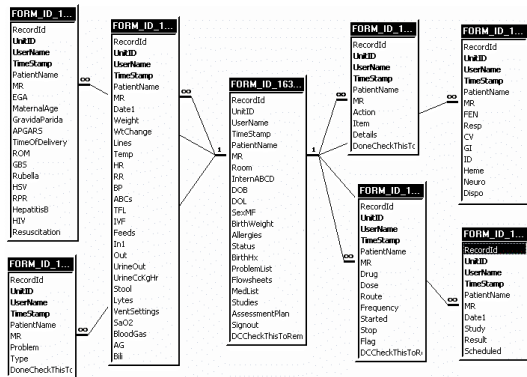 FORM_ID_1...
RecordId
UnitID
UserName
TimeStamp
PatientName
MR
EGA
MaternalAge
GravidaParida
APGARS
TimeOfDelivery
ROM
GBS
Rubella
HSV
RPR
HepatitisB
HIV
Resuscitation
FORM_ID_1...
RecordId
UnitID
UserName
TimeStamp
PatientName
MR
Problem
Type
DoneCheckThisTo
FORM_ID_1...
RecordId
UnitID
UserName
TimeStamp
PatientName
MR
Date1
Weight
WtChange
Lines
Temp
HR
RR
BP
ABCs
TFL
IVF
Feeds
In1
Out
UrineOut
UrineCcKgHr
Stool
Lytes
VentSettings
SaO2
BloodGas
AG
Bili
FORM_ID_163...
RecordId
UnitID
UserName
TimeStamp
PatientName
MR
Room
InternABCD
DOB
DOL
SexMF
BirthWeight
Allergies
Status
BirthHx
ProblemList
Flowsheets
MedList
Studies
AssessmentPlan
Signout
DCCheckThisToRem
FORM_ID_1...
RecordId
UnitID
UserName
TimeStamp
PatientName
MR
Action
Item
Details
DoneCheckThisTo
FORM_ID_1...
RecordId
UnitID
UserName
TimeStamp
PatientName
MR
Drug
Dose
Route
Frequency
Started
Stop
Flag
DCCheckThisToRe
FORM_ID_1...
RecordId
UnitID
UserName
TimeStamp
PatientName
MR
FEN
Resp
CV
GI
ID
Heme
Neuro
Dispo
FORM_ID_1...
RecordId
UnitID
UserName
TimeStamp
PatientName
MR
Date1
Study
Result
Scheduled
∞
∞
∞
1
1
∞
∞
∞
∞